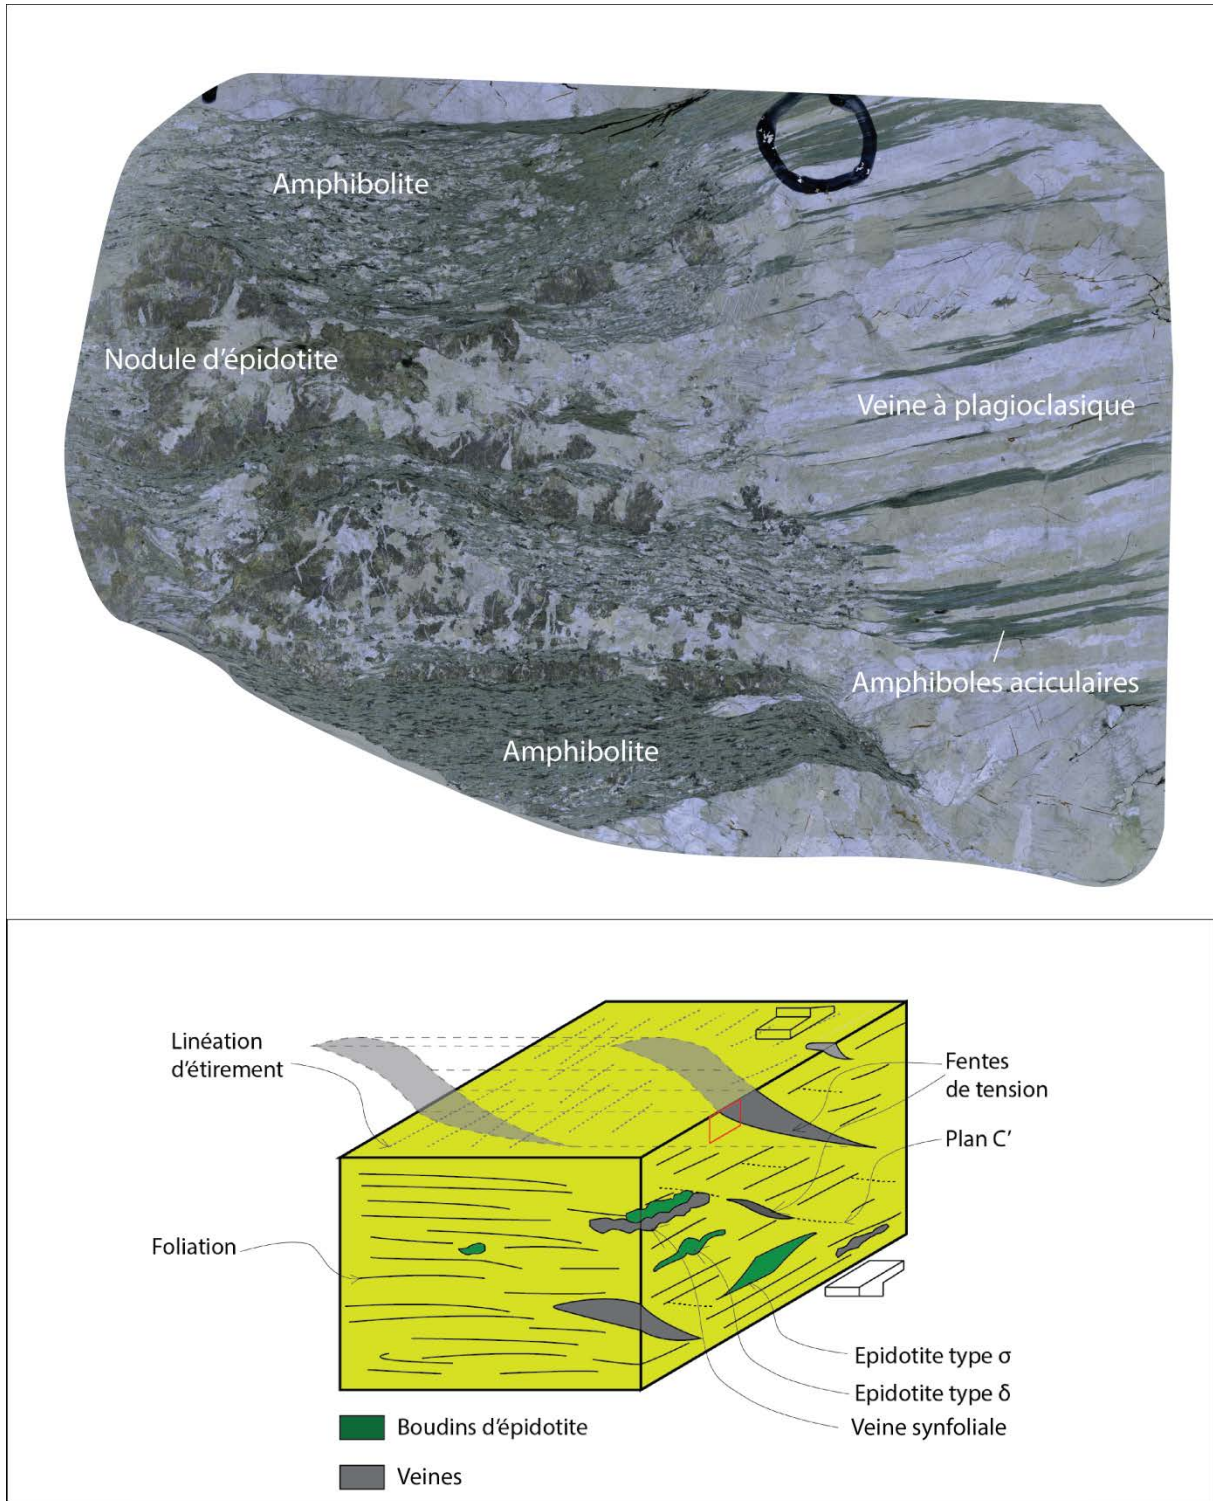 Amphibolite
Nodule d'épidotite
Veine à plagioclasique
Amphiboles aciculaires
Amphibolite
Linéation
d'étirement
Fentes
de tension
Plan C'
Foliation
Epidotite type σ
Epidotite type δ
Veine synfoliale
Boudins d'épidotite
Veines